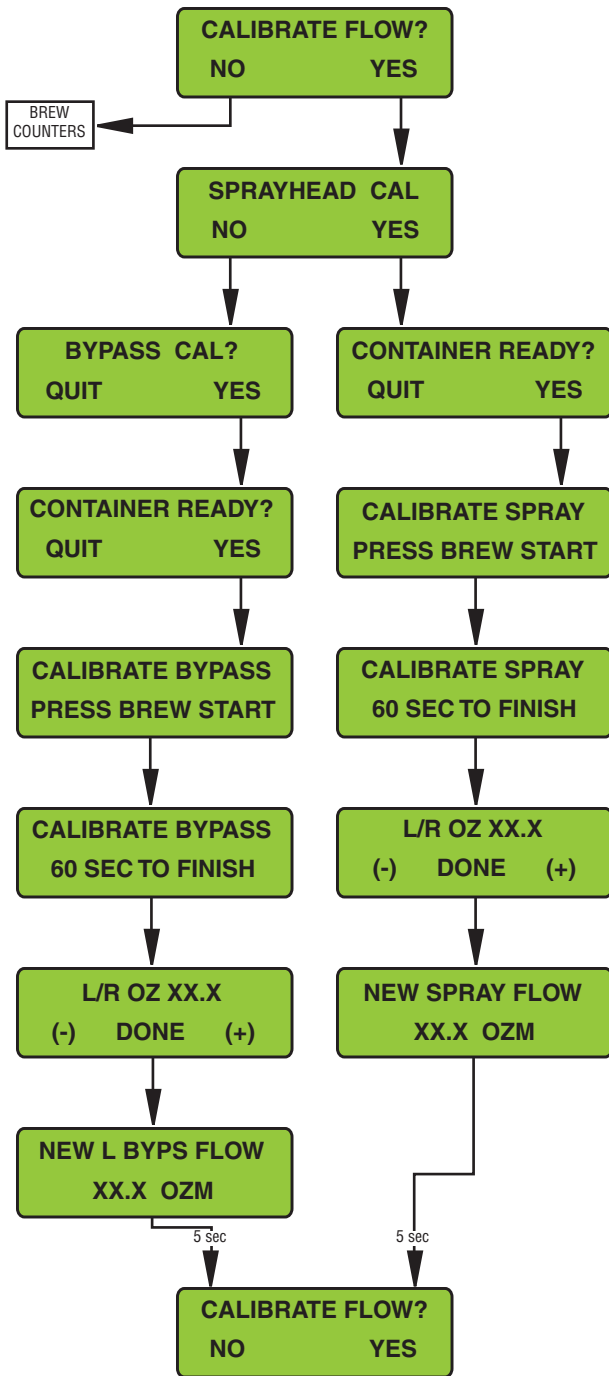 CALIBRATE FLOW?
NO YES
BREW
COUNTERS
SPRAYHEAD CAL
NO YES
BYPASS CAL?
QUIT YES
CONTAINER READY?
QUIT YES
CALIBRATE BYPASS
PRESS BREW START
CALIBRATE BYPASS
60 SEC TO FINISH
L/R OZ XX.X
(-) DONE (+)
NEW L BYPS FLOW
XX.X OZM
5 sec
CONTAINER READY?
QUIT YES
CALIBRATE SPRAY
PRESS BREW START
CALIBRATE SPRAY
60 SEC TO FINISH
L/R OZ XX.X
(-) DONE (+)
NEW SPRAY FLOW
XX.X OZM
5 sec
CALIBRATE FLOW?
NO YES